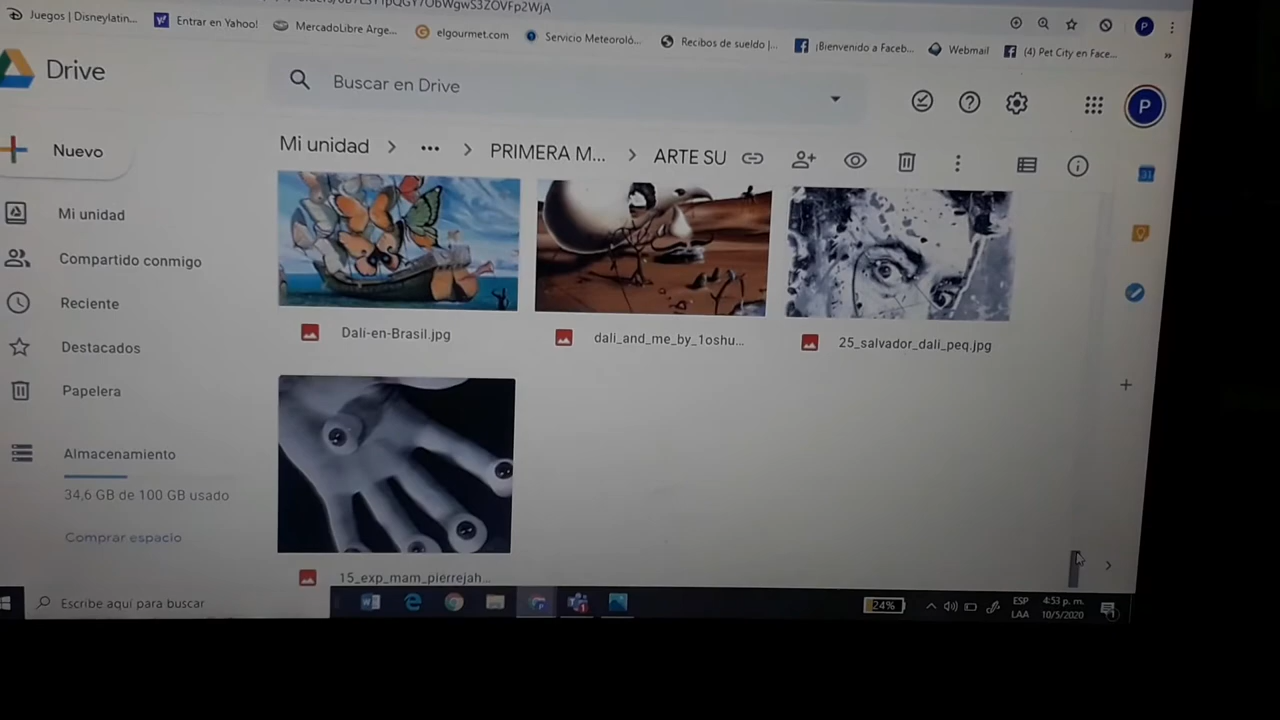 Juegos | Disneylatin...
Entrar en Yahoo!
MercadoLibre Arge...
elgourmet.com
Servicio Meteoroló...
Recibos de sueldo |...
¡Bienvenido a Faceb...
Webmail
(4) Pet City en Face...
»
Drive
Buscar en Drive
P
Nuevo
Mi unidad > ... > PRIMERA M... > ARTE SU
Mi unidad
Compartido conmigo
Reciente
Destacados
Papelera
Almacenamiento
34,6 GB de 100 GB usado
Comprar espacio
31
Dalí-en-Brasil.jpg
dali_and_me_by_1oshu...
25_salvador_dali_peq.jpg
15_exp_mam_pierrejah...
Escribe aquí para buscar
24%
ESP
LAA
4:53 p. m.
10/5/2020